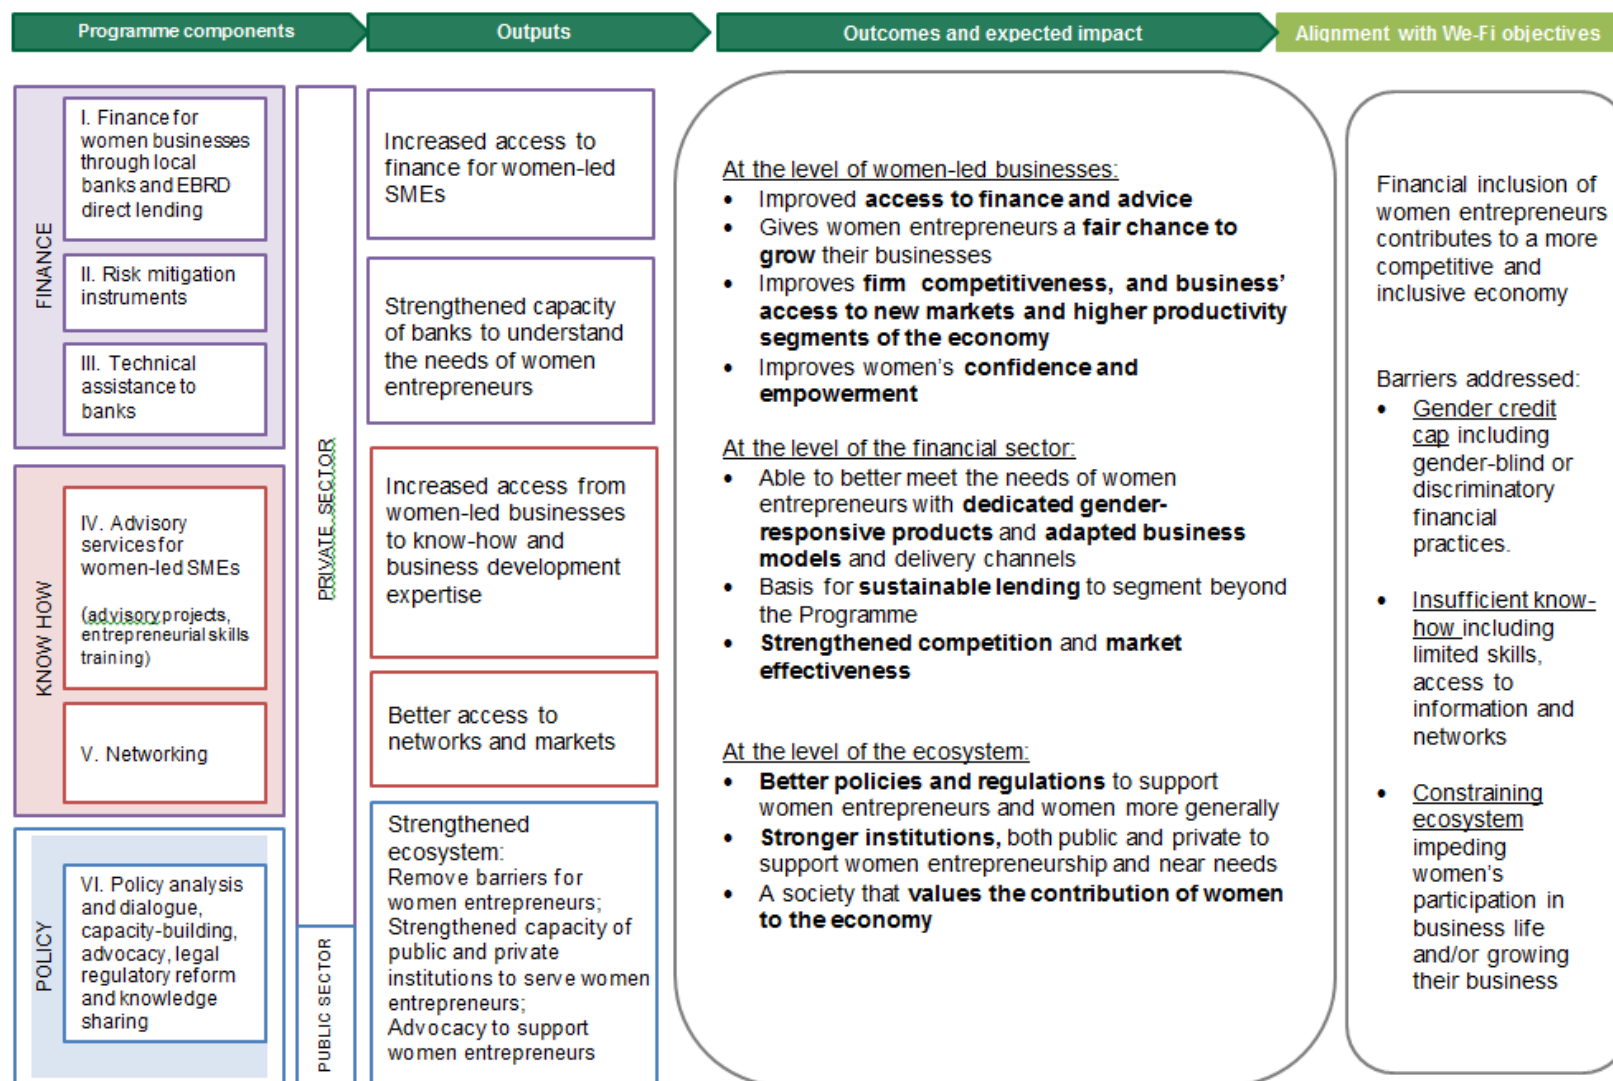 Programme components
Outputs
Outcomes and expected impact
Alignment with We-Fi objectives
FINANCE
I. Finance for
women businesses
through local
banks and EBRD
direct lending
II. Risk mitigation
instruments
III. Technical
assistance to
banks
KNOW HOW
IV. Advisory
services for
women-led SMEs
(advisory projects,
entrepreneurial skills
training)
V. Networking
POLICY
VI. Policy analysis
and dialogue,
capacity-building,
advocacy, legal
regulatory reform
and knowledge
sharing
PRIVATE SECTOR
PUBLIC SECTOR
Increased access to
finance for women-led
SMEs
Strengthened capacity
of banks to understand
the needs of women
entrepreneurs
Increased access from
women-led businesses
to know-how and
business development
expertise
Better access to
networks and markets
Strengthened
ecosystem:
Remove barriers for
women entrepreneurs;
Strengthened capacity of
public and private
institutions to serve women
entrepreneurs;
Advocacy to support
women entrepreneurs
At the level of women-led businesses:
• Improved access to finance and advice
• Gives women entrepreneurs a fair chance to
grow their businesses
• Improves firm competitiveness, and business’
access to new markets and higher productivity
segments of the economy
• Improves women’s confidence and
empowerment
At the level of the financial sector:
• Able to better meet the needs of women
entrepreneurs with dedicated gender-
responsive products and adapted business
models and delivery channels
• Basis for sustainable lending to segment beyond
the Programme
• Strengthened competition and market
effectiveness
At the level of the ecosystem:
• Better policies and regulations to support
women entrepreneurs and women more generally
• Stronger institutions, both public and private to
support women entrepreneurship and near needs
• A society that values the contribution of women
to the economy
Financial inclusion of
women entrepreneurs
contributes to a more
competitive and
inclusive economy
Barriers addressed:
• Gender credit
cap including
gender-blind or
discriminatory
financial
practices.
• Insufficient know-
how including
limited skills,
access to
information and
networks
• Constraining
ecosystem
impeding
women’s
participation in
business life
and/or growing
their business